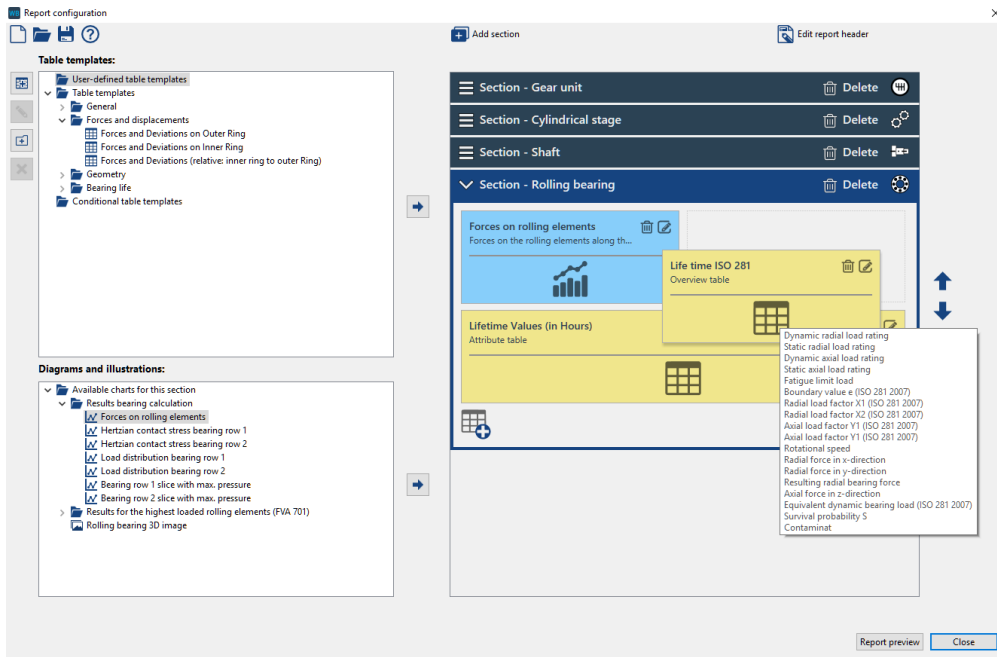 WB Report configuration
Add section
Edit report header
Table templates:
User-defined table templates
Table templates
General
Forces and displacements
Forces and Deviations on Outer Ring
Forces and Deviations on Inner Ring
Forces and Deviations (relative: inner ring to outer Ring)
Geometry
Bearing life
Conditional table templates
Diagrams and illustrations:
Available charts for this section
Results bearing calculation
Forces on rolling elements
Hertzian contact stress bearing row 1
Hertzian contact stress bearing row 2
Load distribution bearing row 1
Load distribution bearing row 2
Bearing row 1 slice with max. pressure
Bearing row 2 slice with max. pressure
Results for the highest loaded rolling elements (FVA 701)
Rolling bearing 3D image
Section - Gear unit Delete
Section - Cylindrical stage Delete
Section - Shaft Delete
Section - Rolling bearing Delete
Forces on rolling elements
Forces on the rolling elements along th...
Life time ISO 281
Overview table
Lifetime Values (in Hours)
Attribute table
Dynamic radial load rating
Static radial load rating
Dynamic axial load rating
Static axial load rating
Fatigue limit load
Boundary value e (ISO 281 2007)
Radial load factor X1 (ISO 281 2007)
Radial load factor X2 (ISO 281 2007)
Axial load factor Y1 (ISO 281 2007)
Axial load factor Y1 (ISO 281 2007)
Rotational speed
Radial force in x-direction
Radial force in y-direction
Resulting radial bearing force
Axial force in z-direction
Equivalent dynamic bearing load (ISO 281 2007)
Survival probability S
Contaminat
Report preview
Close